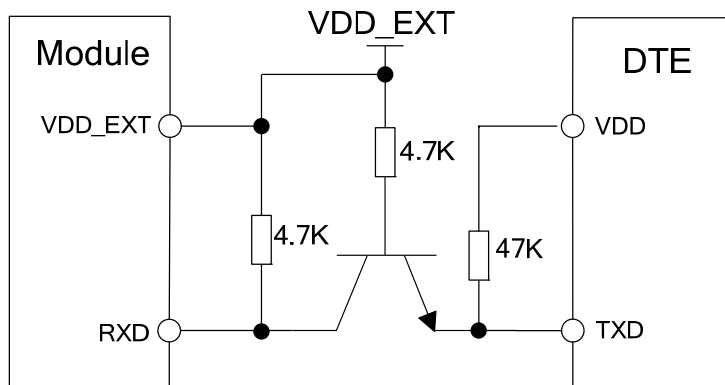 VDD_EXT
Module
DTE
VDD_EXT
VDD
4.7K
4.7K
47K
RXD
TXD